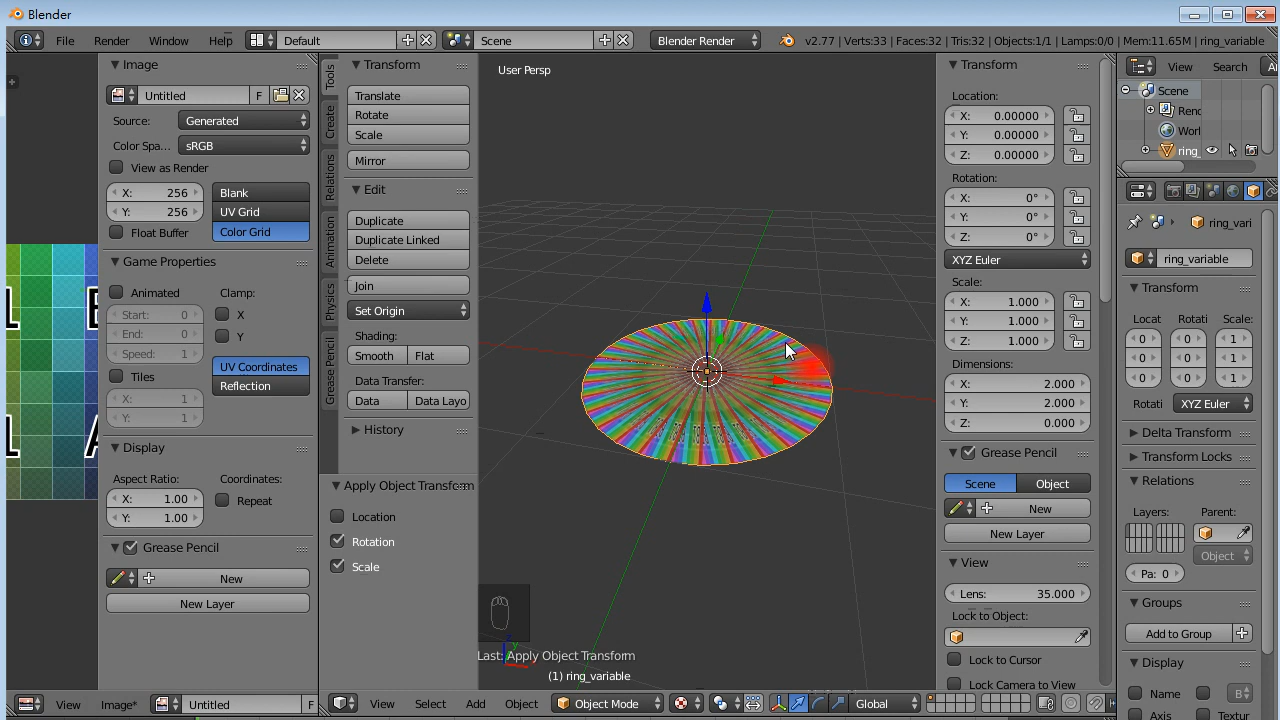 Blender
File Render Window Help Default Scene Blender Render v2.77 | Verts:33 | Faces:32 | Tris:32 | Objects:1/1 | Lamps:0/0 | Mem:11.65M | ring_variable
Image
Untitled F
Source: Generated
Color Spa... sRGB
View as Render
X: 256
Y: 256
Blank
UV Grid
Color Grid
Float Buffer
Game Properties
Animated
Start: 0
End: 0
Speed: 1
Tiles
X: 1
Y: 1
Clamp:
X
Y
UV Coordinates
Reflection
Display
Aspect Ratio:
X: 1.00
Y: 1.00
Coordinates:
Repeat
Grease Pencil
New
New Layer
View Image* Untitled F
Tools
Create
Relations
Animation
Physics
Grease Pencil
Transform
Translate
Rotate
Scale
Mirror
Edit
Duplicate
Duplicate Linked
Delete
Join
Set Origin
Shading:
Smooth Flat
Data Transfer:
Data Data Layo
History
Apply Object Transform
Location
Rotation
Scale
User Persp
Last: Apply Object Transform
(1) ring_variable
View Select Add Object Object Mode Global
Transform
Location:
X: 0.00000
Y: 0.00000
Z: 0.00000
Rotation:
X: 0°
Y: 0°
Z: 0°
XYZ Euler
Scale:
X: 1.000
Y: 1.000
Z: 1.000
Dimensions:
X: 2.000
Y: 2.000
Z: 0.000
Grease Pencil
Scene Object
New
New Layer
View
Lens: 35.000
Lock to Object:
Lock to Cursor
Lock Camera to View
View Search
Scene
Renc
Worl
ring_
ring_vari
ring_variable
Transform
Locat Rotati Scale:
0 0 1
0 0 1
0 0 1
Rotati XYZ Euler
Delta Transform
Transform Locks
Relations
Layers: Parent:
Object
Pa: 0
Groups
Add to Group
Display
Name
Axis Textur